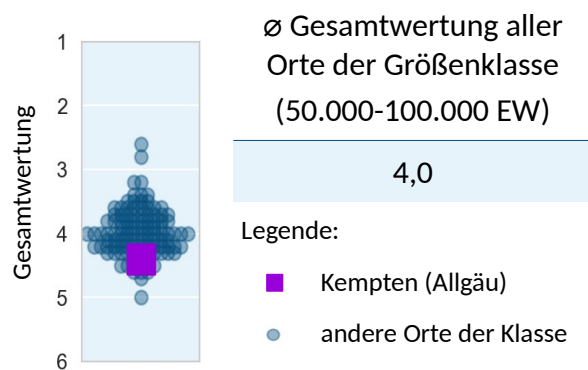 Gesamtwertung
1
2
3
4
5
6
⌀ Gesamtwertung aller
Orte der Größenklasse
(50.000-100.000 EW)
4,0
Legende:
Kempten (Allgäu)
andere Orte der Klasse